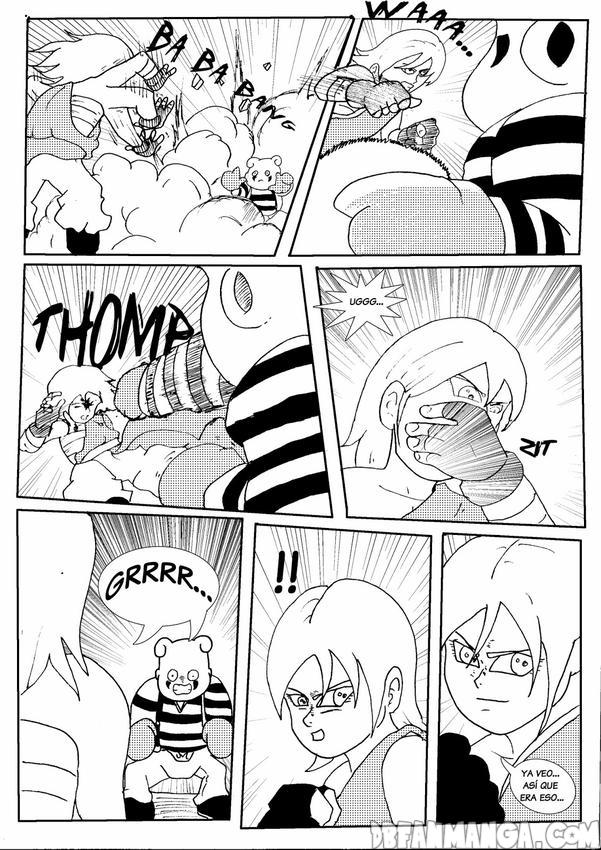 BA BA BANG
WAAA...
THOMP
UGGG...
ZIT
GRRRR...
!!
YA VEO...
ASÍ QUE
ERA ESO...
DBFANMANGA.COM